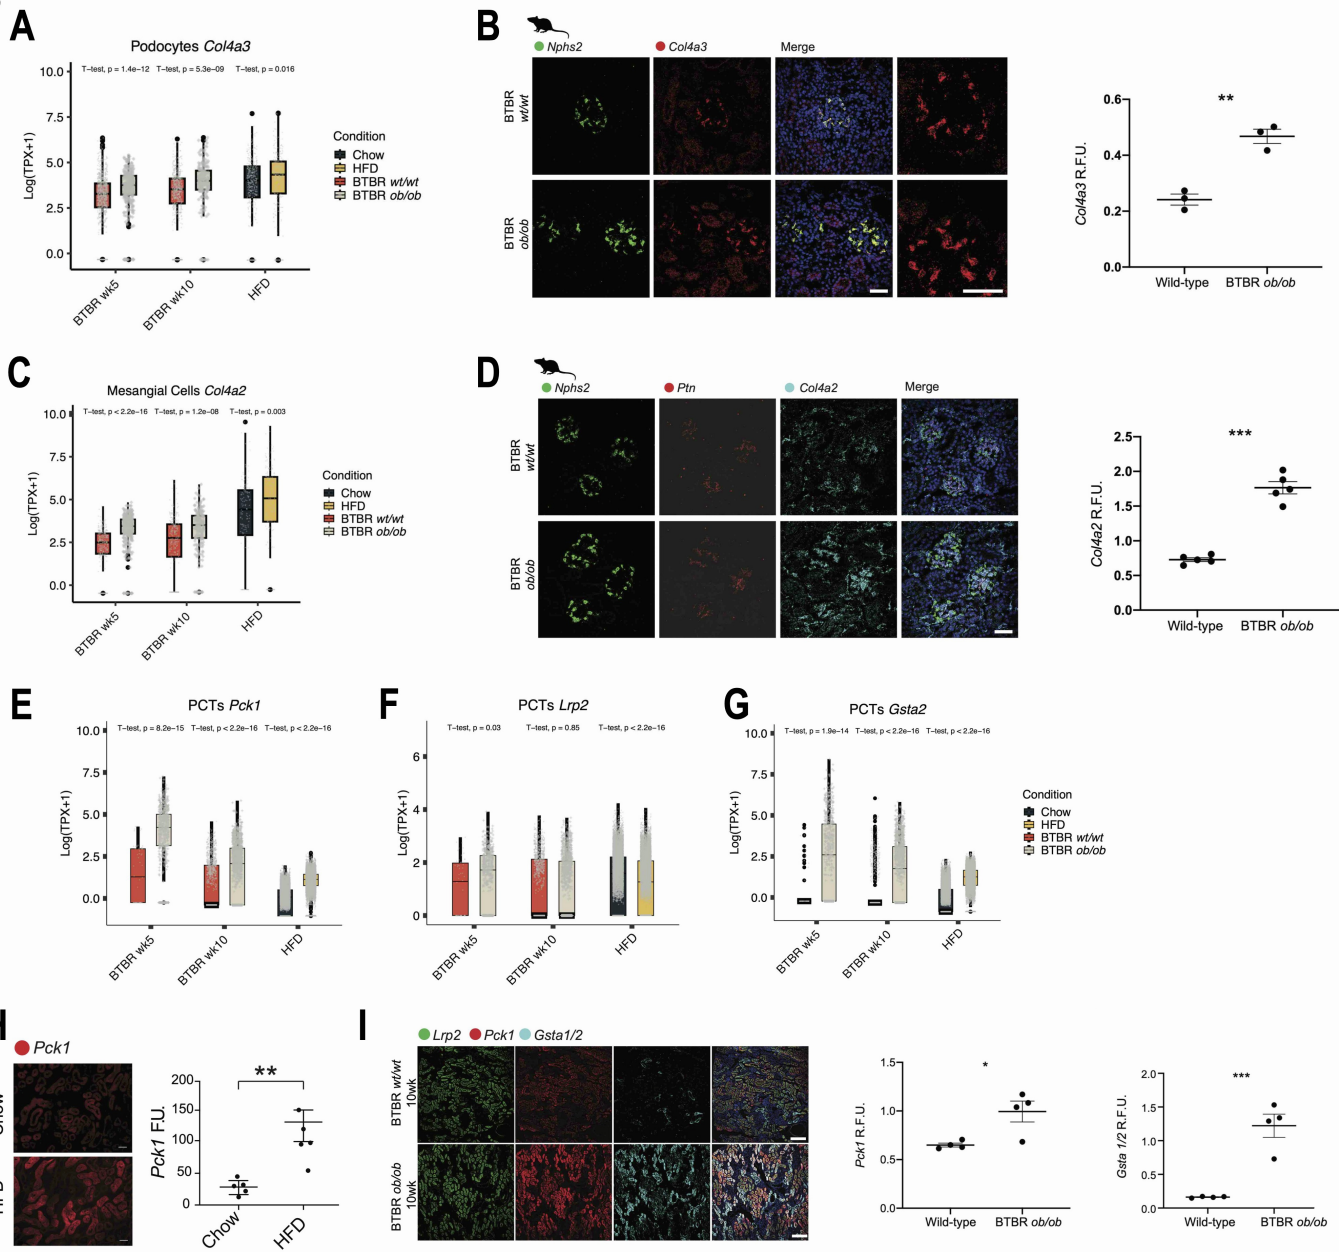 A
Podocytes Col4a3
T-test, p = 1.4e-12 T-test, p = 5.3e-09 T-test, p = 0.016
Log(TPX+1)
10.0
7.5
5.0
2.5
0.0
BTBR wk5
BTBR wk10
HFD
Condition
Chow
HFD
BTBR wt/wt
BTBR ob/ob
B
Nphs2 Col4a3 Merge
BTBR wt/wt
BTBR ob/ob
**
Col4a3 R.F.U.
0.6
0.4
0.2
0.0
Wild-type BTBR ob/ob
C
Mesangial Cells Col4a2
T-test, p < 2.2e-16 T-test, p = 1.2e-08 T-test, p = 0.003
Log(TPX+1)
10.0
7.5
5.0
2.5
0.0
BTBR wk5
BTBR wk10
HFD
Condition
Chow
HFD
BTBR wt/wt
BTBR ob/ob
D
Nphs2 Ptn Col4a2 Merge
BTBR wt/wt
BTBR ob/ob
***
Col4a2 R.F.U.
2.5
2.0
1.5
1.0
0.5
0.0
Wild-type BTBR ob/ob
E
PCTs Pck1
T-test, p = 8.2e-15 T-test, p < 2.2e-16 T-test, p < 2.2e-16
Log(TPX+1)
10.0
7.5
5.0
2.5
0.0
BTBR wk5
BTBR wk10
HFD
F
PCTs Lrp2
T-test, p = 0.03 T-test, p = 0.85 T-test, p < 2.2e-16
Log(TPX+1)
6
4
2
0
BTBR wk5
BTBR wk10
HFD
G
PCTs Gsta2
T-test, p = 1.9e-14 T-test, p < 2.2e-16 T-test, p < 2.2e-16
Log(TPX+1)
10.0
7.5
5.0
2.5
0.0
BTBR wk5
BTBR wk10
HFD
Condition
Chow
HFD
BTBR wt/wt
BTBR ob/ob
H
Pck1
Chow
HFD
**
Pck1 F.U.
200
150
100
50
0
Chow
HFD
I
Lrp2 Pck1 Gsta1/2
BTBR wt/wt
10wk
BTBR ob/ob
10wk
*
Pck1 R.F.U.
1.5
1.0
0.5
0.0
Wild-type BTBR ob/ob
***
Gsta 1/2 R.F.U.
2.0
1.5
1.0
0.5
0.0
Wild-type BTBR ob/ob